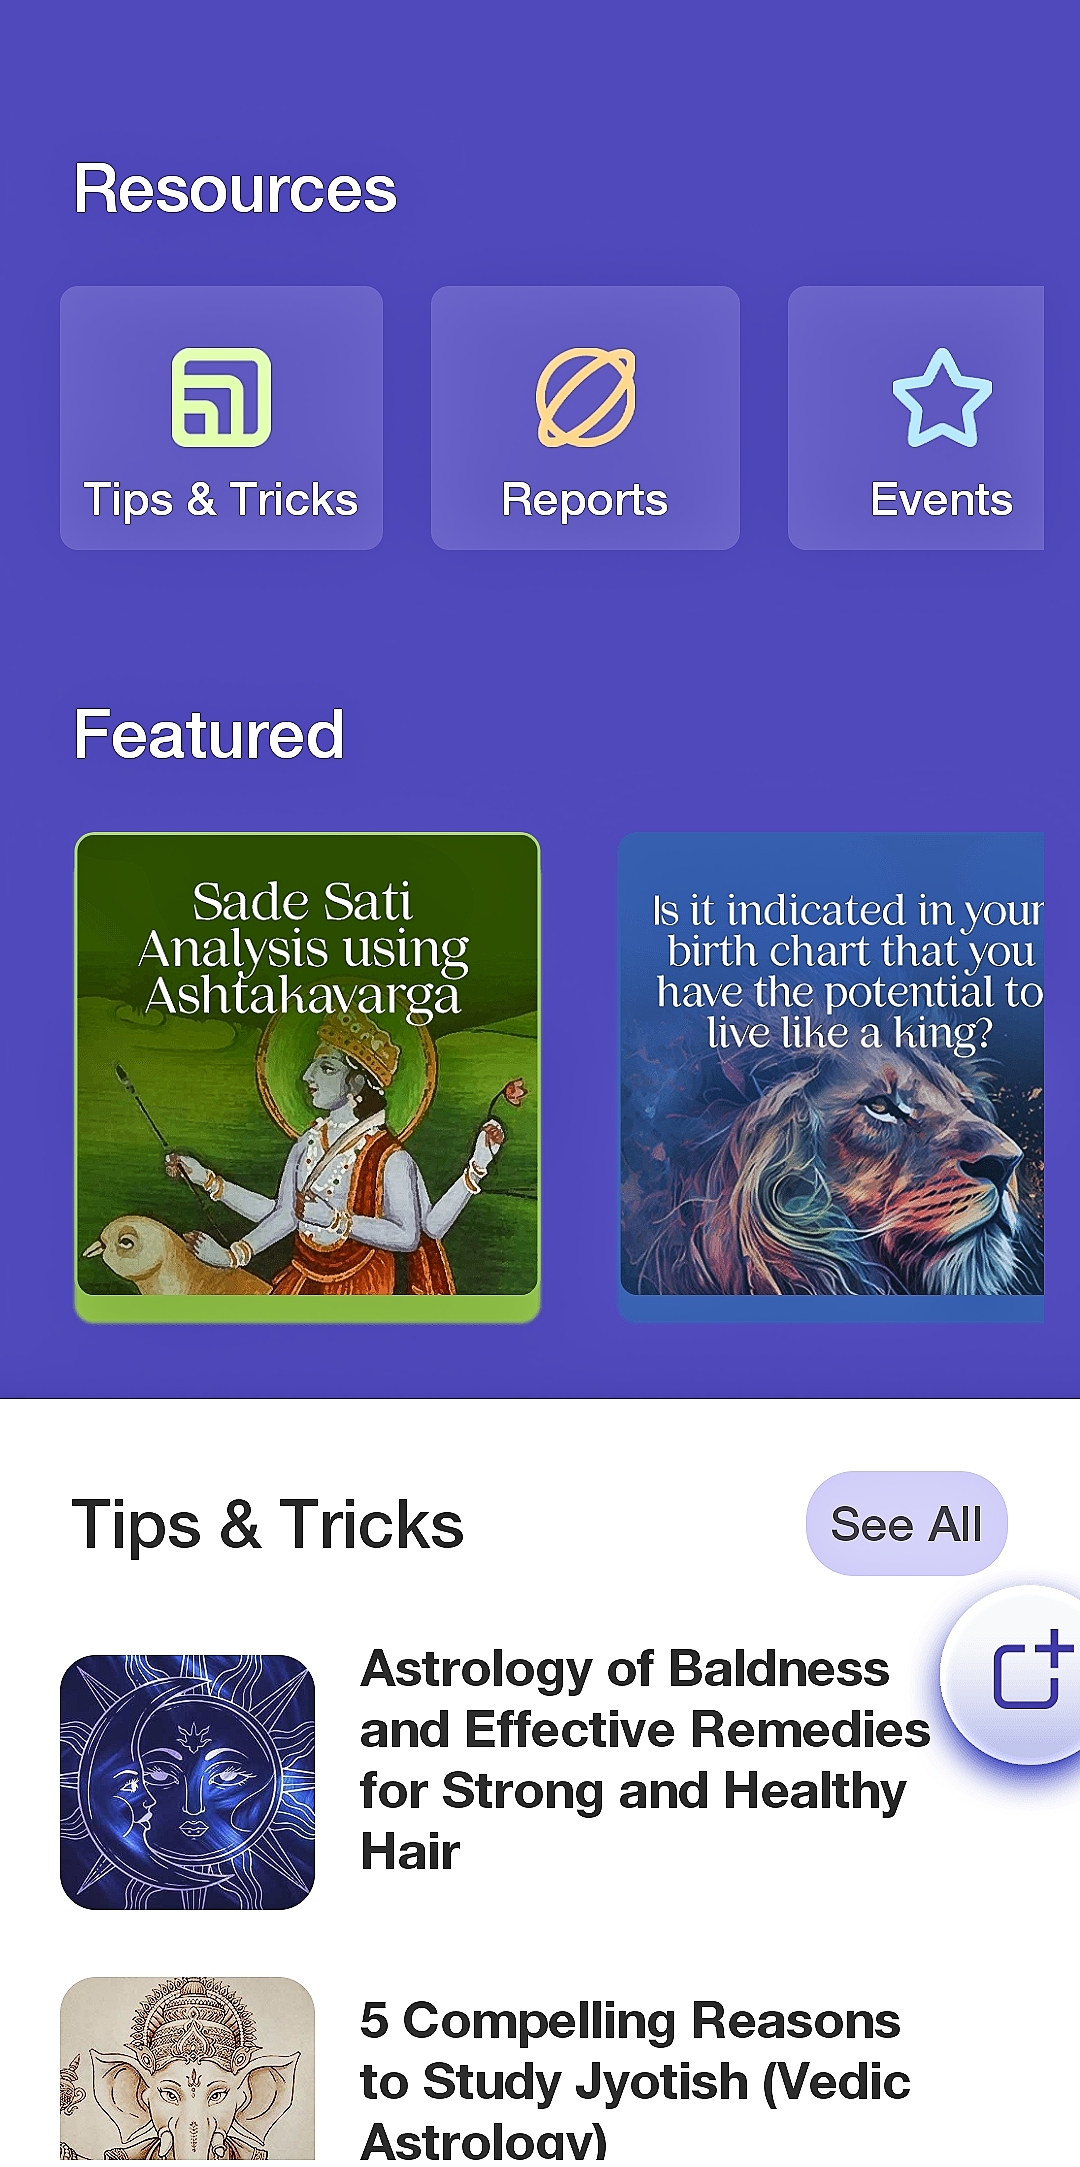 Resources
Tips & Tricks
Reports
Events
Featured
Sade Sati
Analysis using
Ashtakavarga
Is it indicated in your
birth chart that you
have the potential to
live like a king?
Tips & Tricks
See All
Astrology of Baldness
and Effective Remedies
for Strong and Healthy
Hair
5 Compelling Reasons
to Study Jyotish (Vedic
Astrology)